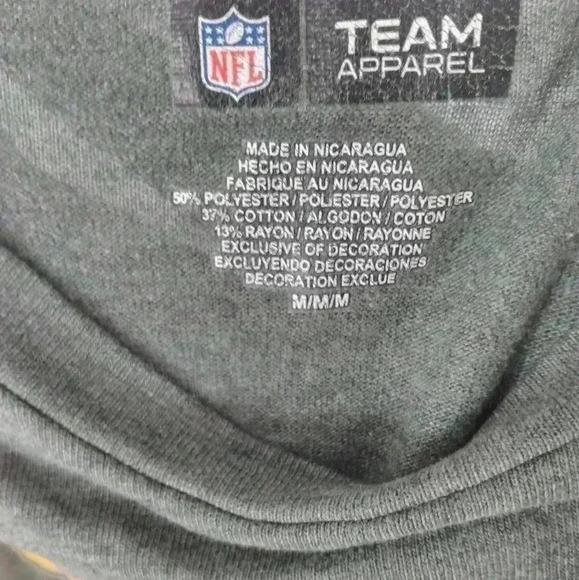 NFL
TEAM
APPAREL
MADE IN NICARAGUA
HECHO EN NICARAGUA
FABRIQUE AU NICARAGUA
50% POLYESTER / POLIESTER / POLYESTER
37% COTTON / ALGODON / COTON
13% RAYON / RAYON / RAYONNE
EXCLUSIVE OF DECORATION
EXCLUYENDO DECORACIONES
DECORATION EXCLUE
M/M/M